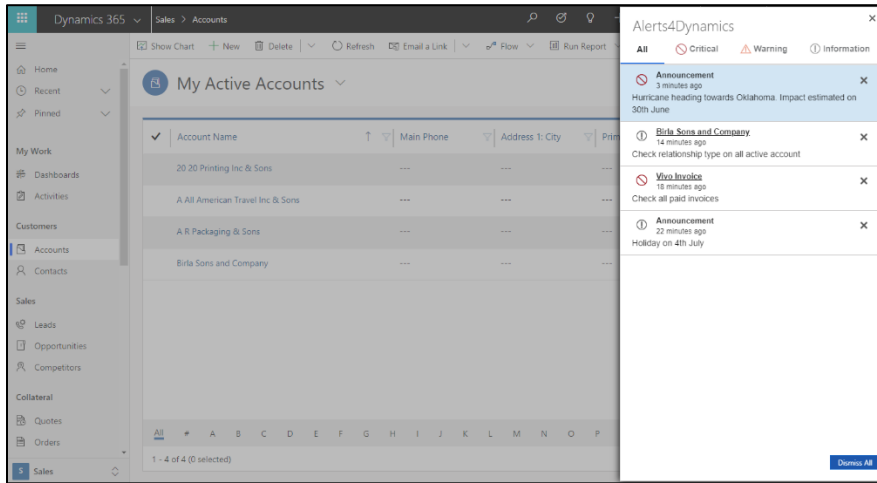 Dynamics 365
Sales > Accounts
Show Chart
New
Delete
Refresh
Email a Link
Flow
Run Report
Home
Recent
Pinned
My Work
Dashboards
Activities
Customers
Accounts
Contacts
Sales
Leads
Opportunities
Competitors
Collateral
Quotes
Orders
S Sales
My Active Accounts
Account Name Main Phone Address 1: City Prim
20 20 Printing Inc & Sons --- ---
A All American Travel Inc & Sons --- ---
A R Packaging & Sons --- ---
Birla Sons and Company --- ---
All # A B C D E F G H I J K L M N O P
1 - 4 of 4 (0 selected)
Alerts4Dynamics
All Critical Warning Information
Announcement
3 minutes ago
Hurricane heading towards Oklahoma. Impact estimated on
30th June
Birla Sons and Company
14 minutes ago
Check relationship type on all active account
Vivo Invoice
18 minutes ago
Check all paid invoices
Announcement
22 minutes ago
Holiday on 4th July
Dismiss All